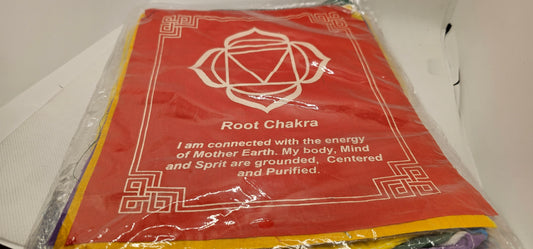 Root Chakra
I am connected with the energy
of Mother Earth. My body, Mind
and Sprit are grounded, Centered
and Purified.